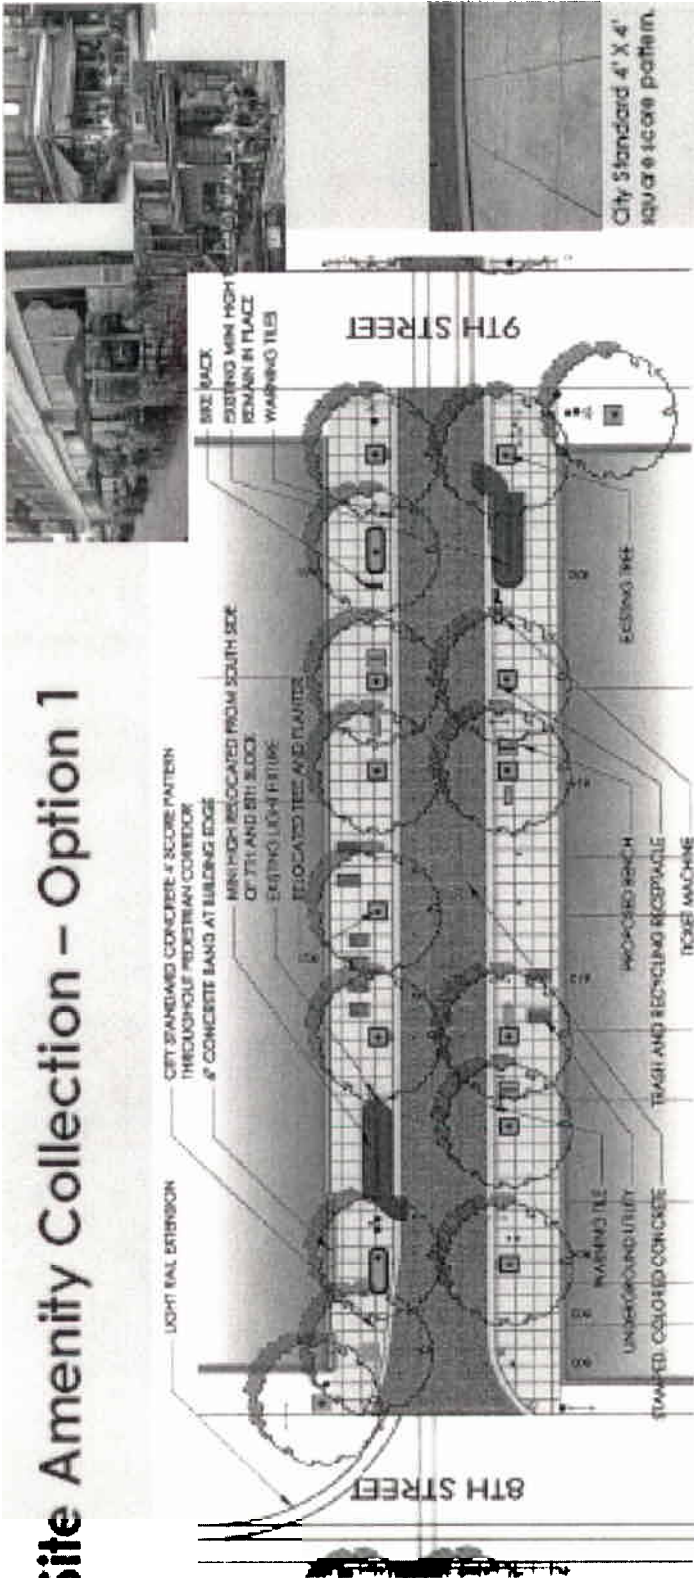 Site Amenity Collection – Option 1
LIGHT RAIL EXTENSION
CITY STANDARD CONCRETE 4' SCORE PATTERN
THROUGHOUT PEDESTRIAN CORRIDOR
6" CONCRETE BAND AT BUILDING EDGE
MINI HIGH RELOCATED FROM SOUTH SIDE
OF 7TH AND 8TH BLOCK
EXISTING LIGHT FIXTURE
RELOCATED TREE AND PLANTER
BIKE RACK
EXISTING MINI HIGH
REMAIN IN PLACE
WARNING TILES
City Standard 4' X 4'
square score pattern.
8TH STREET
9TH STREET
WARNING TILE
UNDERGROUND UTILITY
STAMPED COLORED CONCRETE
PROPOSED BENCH
TRASH AND RECYCLING RECEPTACLE
TICKET MACHINE
EXISTING TREE